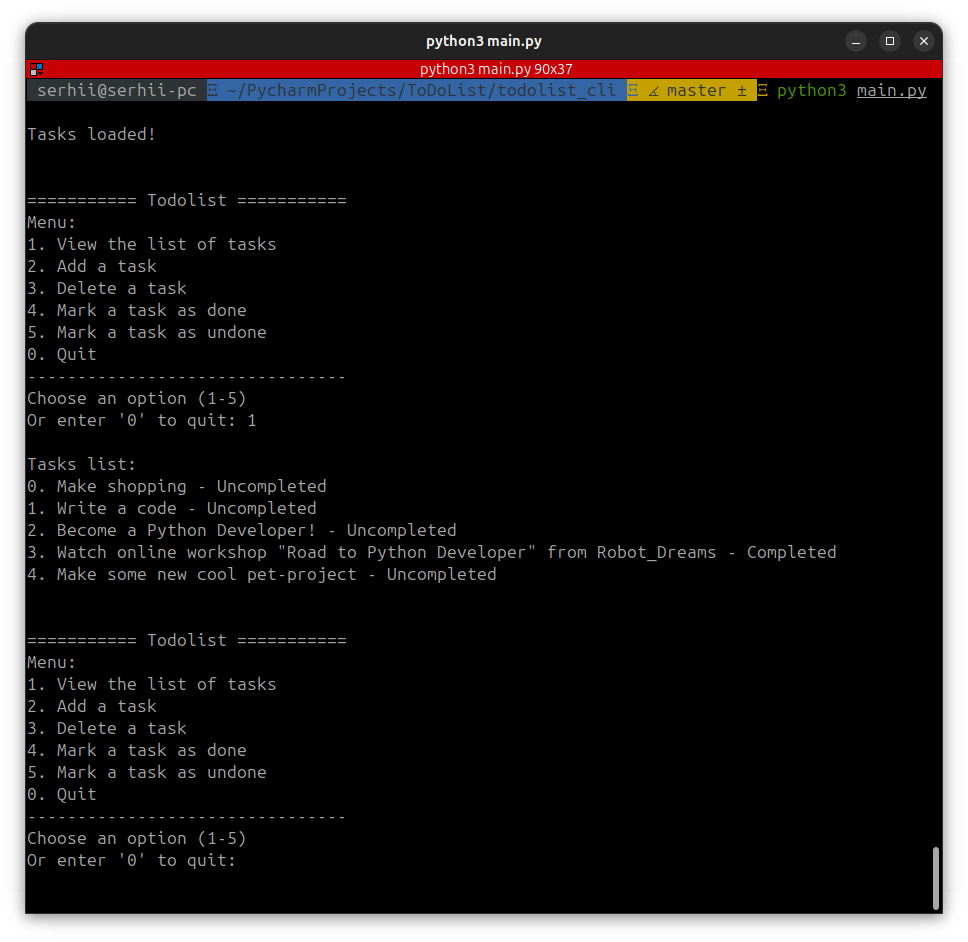 python3 main.py
python3 main.py 90x37
serhii@serhii-pc ~/PycharmProjects/ToDoList/todolist_cli master ± python3 main.py
Tasks loaded!
=========== Todolist ===========
Menu:
1. View the list of tasks
2. Add a task
3. Delete a task
4. Mark a task as done
5. Mark a task as undone
0. Quit
--------------------------------
Choose an option (1-5)
Or enter '0' to quit: 1
Tasks list:
0. Make shopping - Uncompleted
1. Write a code - Uncompleted
2. Become a Python Developer! - Uncompleted
3. Watch online workshop "Road to Python Developer" from Robot_Dreams - Completed
4. Make some new cool pet-project - Uncompleted
=========== Todolist ===========
Menu:
1. View the list of tasks
2. Add a task
3. Delete a task
4. Mark a task as done
5. Mark a task as undone
0. Quit
--------------------------------
Choose an option (1-5)
Or enter '0' to quit: